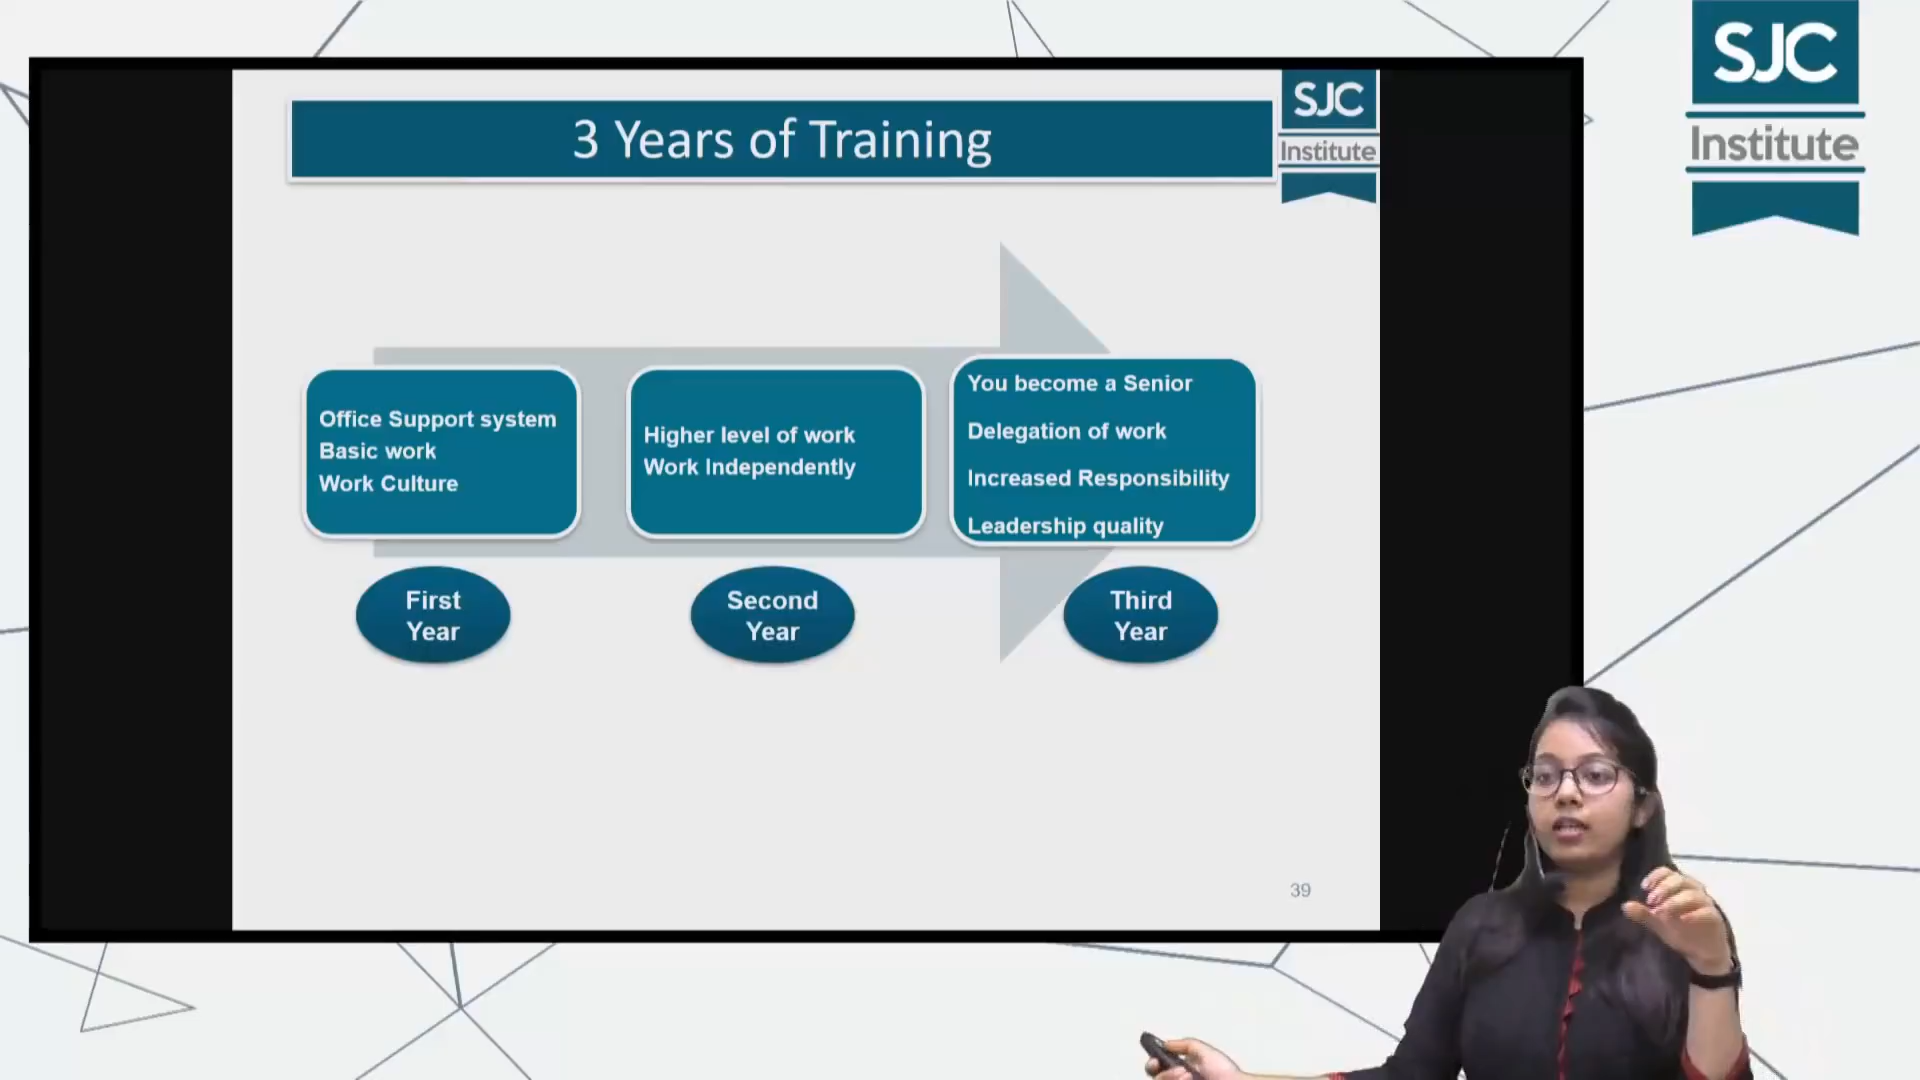 SJC
Institute
3 Years of Training
SJC
Institute
Office Support system
Basic work
Work Culture
Higher level of work
Work Independently
You become a Senior
Delegation of work
Increased Responsibility
Leadership quality
First
Year
Second
Year
Third
Year
39